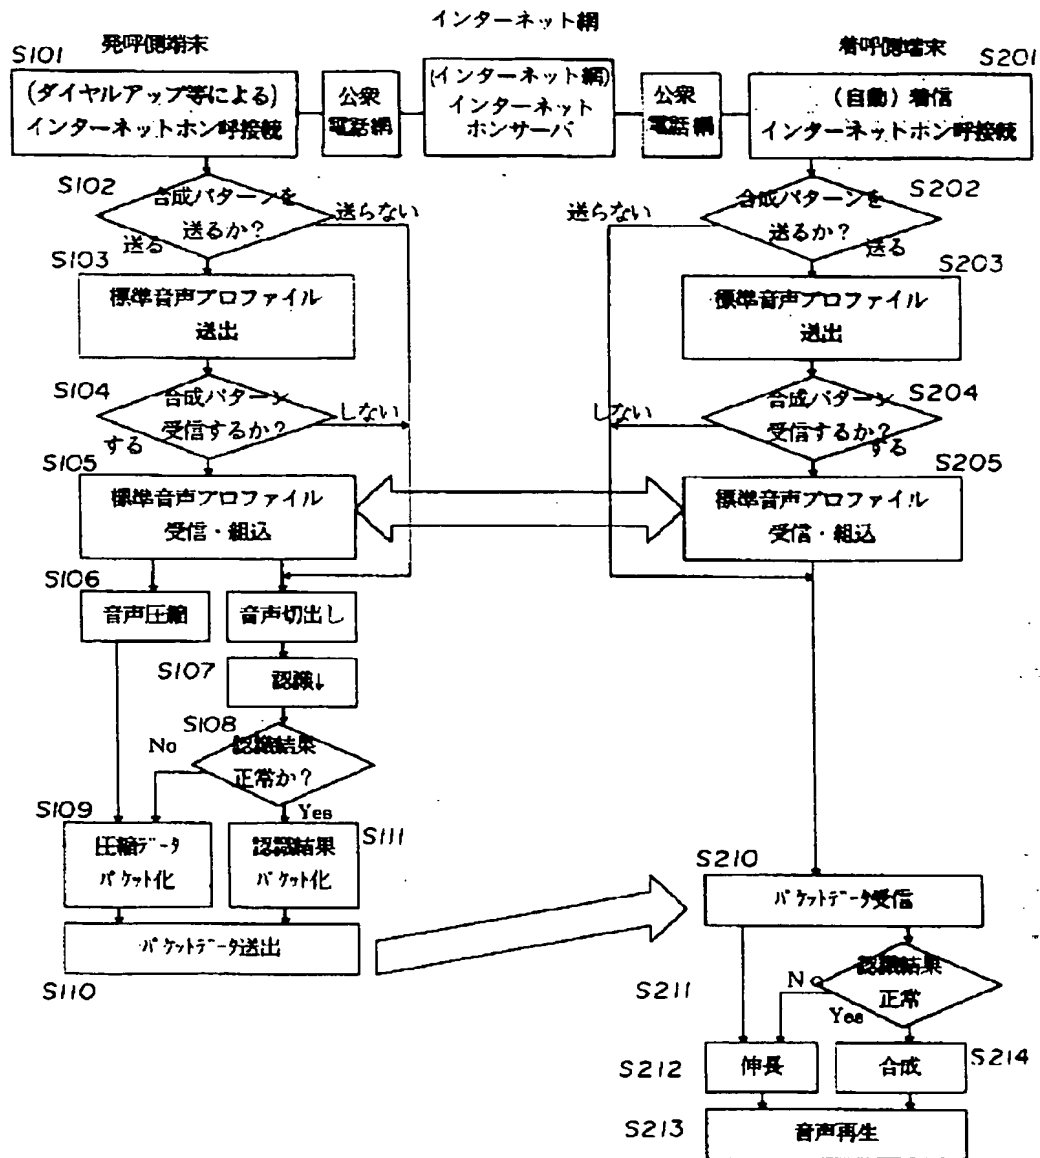 インターネット網
発呼側端末
着呼側端末
S101
S201
(ダイヤルアップ等による)
インターネットホン呼接続
公衆
電話網
(インターネット網)
インターネット
ホンサーバ
公衆
電話網
(自動)着信
インターネットホン呼接続
S102
合成パターンを
送るか?
送らない
送る
S202
合成パターンを
送るか?
送らない
送る
S103
標準音声プロファイル
送出
S203
標準音声プロファイル
送出
S104
合成パターン
受信するか?
しない
する
S204
合成パターン
受信するか?
しない
する
S105
標準音声プロファイル
受信・組込
S205
標準音声プロファイル
受信・組込
S106
音声圧縮
音声切出し
S107
認識↓
S108
認識結果
正常か?
No
Yes
S109
圧縮データ
パケット化
S111
認識結果
パケット化
パケットデータ送出
S110
S210
パケットデータ受信
S211
認識結果
正常
No
Yes
S212
伸長
合成
S214
S213
音声再生